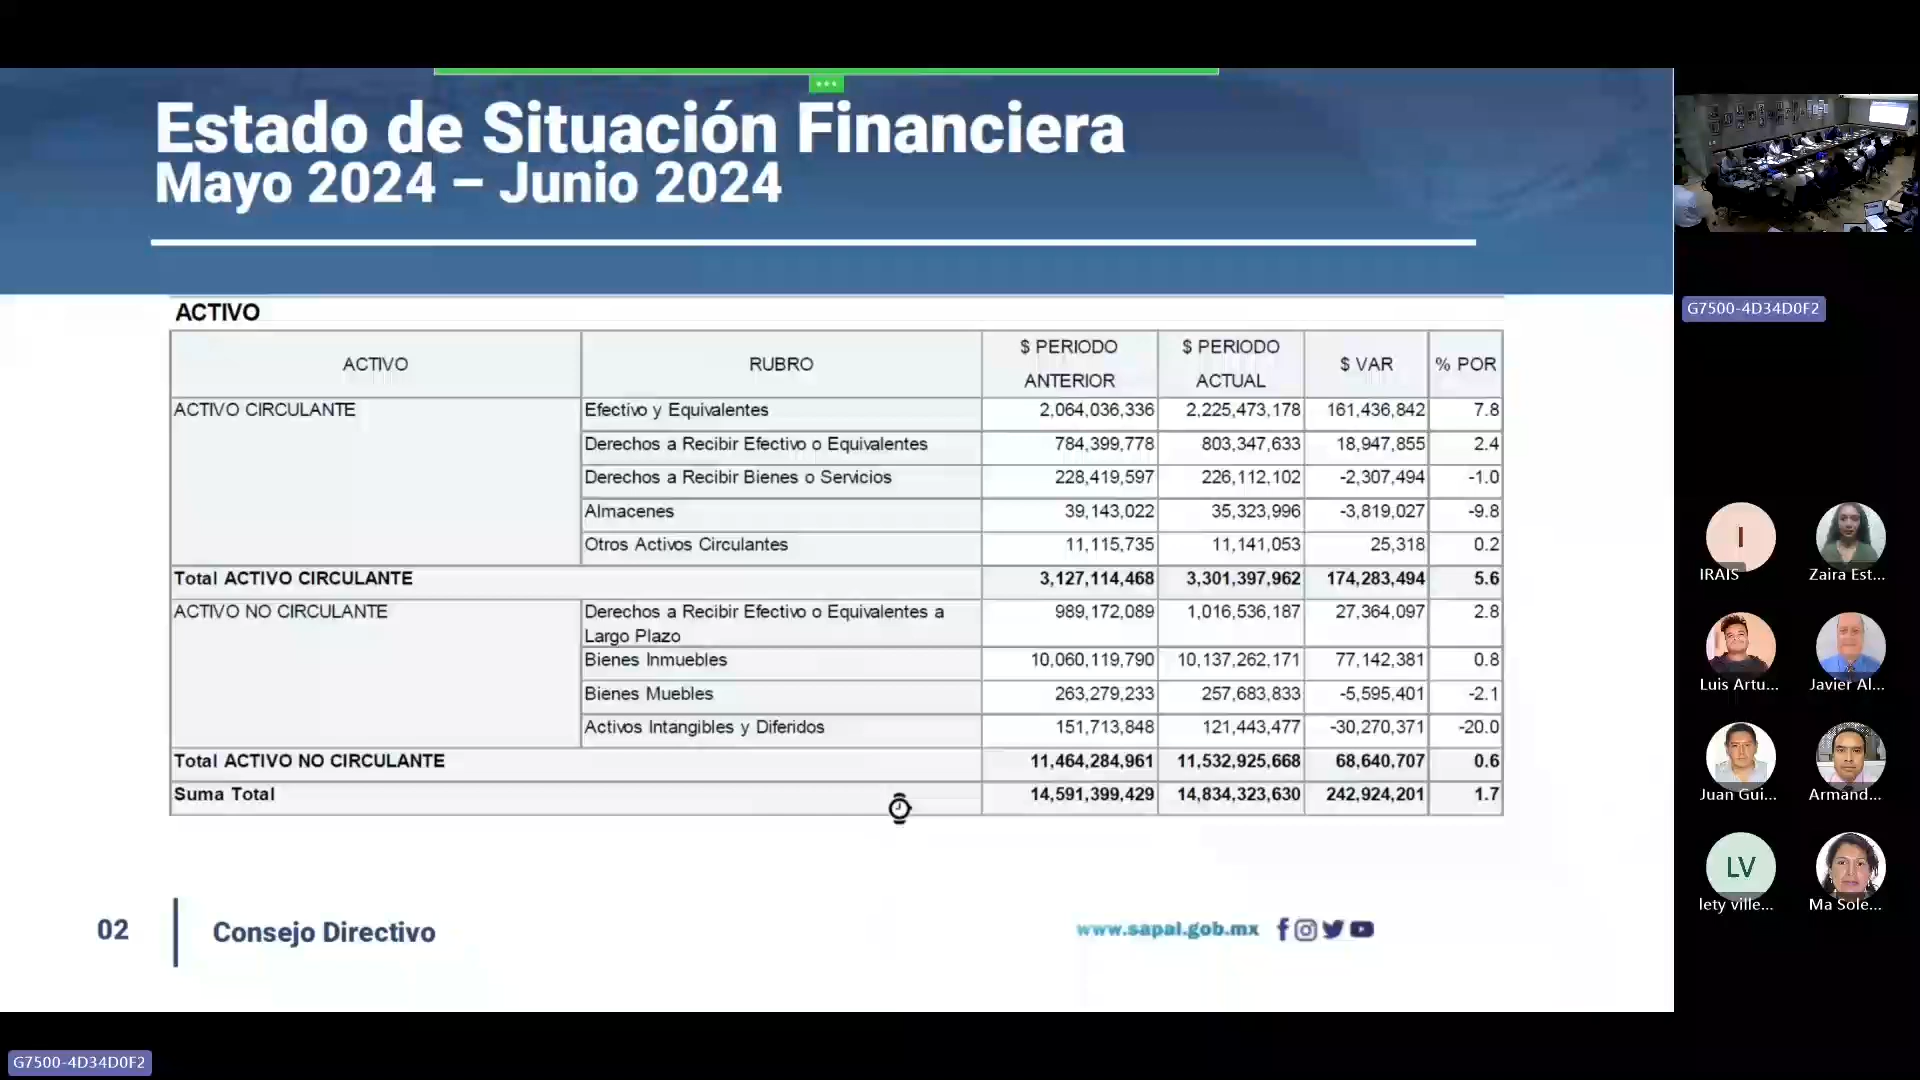 Estado de Situación Financiera
Mayo 2024 – Junio 2024
ACTIVO
ACTIVO RUBRO $ PERIODO ANTERIOR $ PERIODO ACTUAL $ VAR % POR
ACTIVO CIRCULANTE Efectivo y Equivalentes 2,064,036,336 2,225,473,178 161,436,842 7.8
Derechos a Recibir Efectivo o Equivalentes 784,399,778 803,347,633 18,947,855 2.4
Derechos a Recibir Bienes o Servicios 228,419,597 226,112,102 -2,307,494 -1.0
Almacenes 39,143,022 35,323,996 -3,819,027 -9.8
Otros Activos Circulantes 11,115,735 11,141,053 25,318 0.2
Total ACTIVO CIRCULANTE 3,127,114,468 3,301,397,962 174,283,494 5.6
ACTIVO NO CIRCULANTE Derechos a Recibir Efectivo o Equivalentes a Largo Plazo 989,172,089 1,016,536,187 27,364,097 2.8
Bienes Inmuebles 10,060,119,790 10,137,262,171 77,142,381 0.8
Bienes Muebles 263,279,233 257,683,833 -5,595,401 -2.1
Activos Intangibles y Diferidos 151,713,848 121,443,477 -30,270,371 -20.0
Total ACTIVO NO CIRCULANTE 11,464,284,961 11,532,925,668 68,640,707 0.6
Suma Total 14,591,399,429 14,834,323,630 242,924,201 1.7
02 Consejo Directivo www.sapal.gob.mx
G7500-4D34D0F2
G7500-4D34D0F2
I
IRAIS Zaira Est...
Luis Artu... Javier Al...
Juan Gui... Armand...
LV
lety ville... Ma Sole...